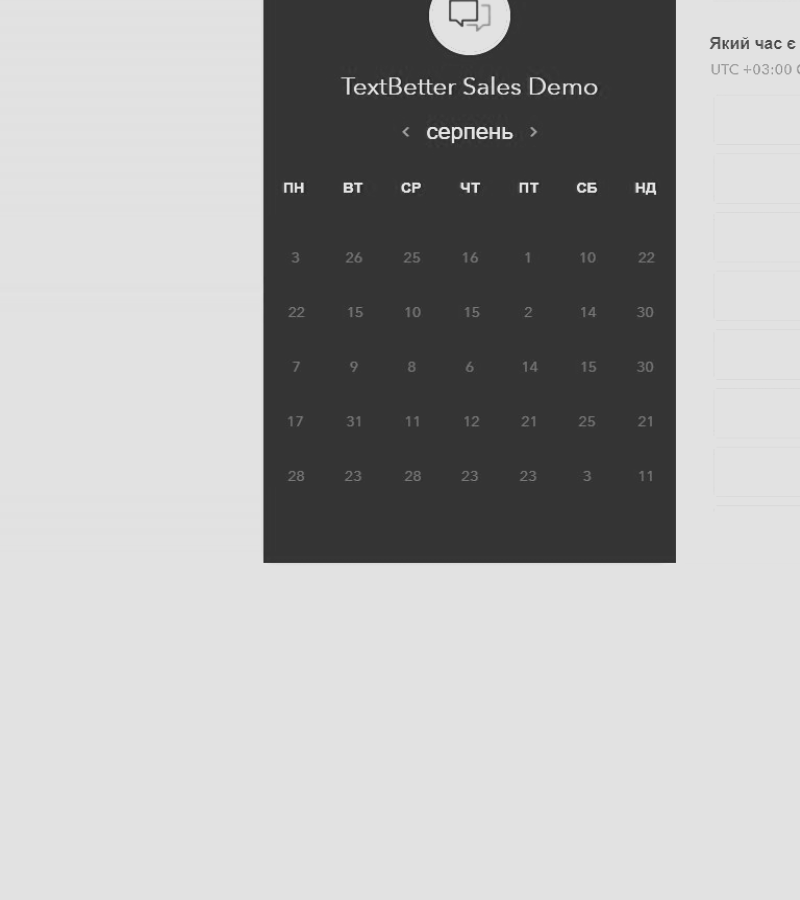 TextBetter Sales Demo
‹ серпень ›
ПН ВТ СР ЧТ ПТ СБ НД
3 26 25 16 1 10 22
22 15 10 15 2 14 30
7 9 8 6 14 15 30
17 31 11 12 21 25 21
28 23 28 23 23 3 11
Який час є
UTC +03:00